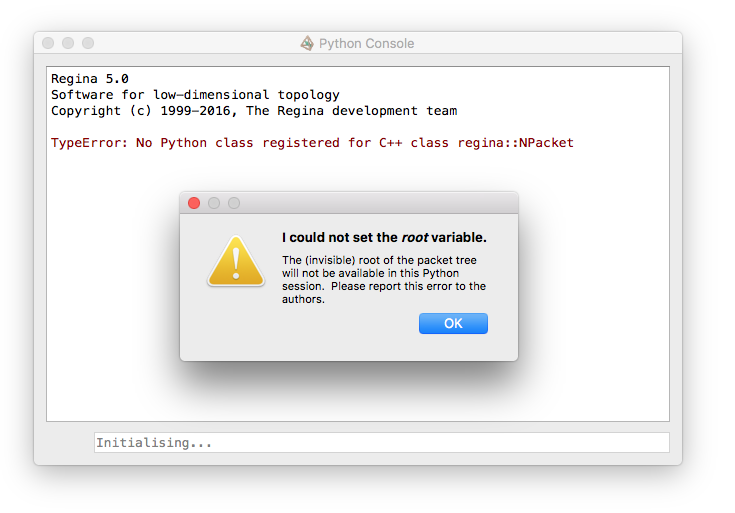 Python Console
Regina 5.0
Software for low-dimensional topology
Copyright (c) 1999-2016, The Regina development team
TypeError: No Python class registered for C++ class regina::NPacket
I could not set the root variable.
The (invisible) root of the packet tree
will not be available in this Python
session.  Please report this error to the
authors.
OK
Initialising...